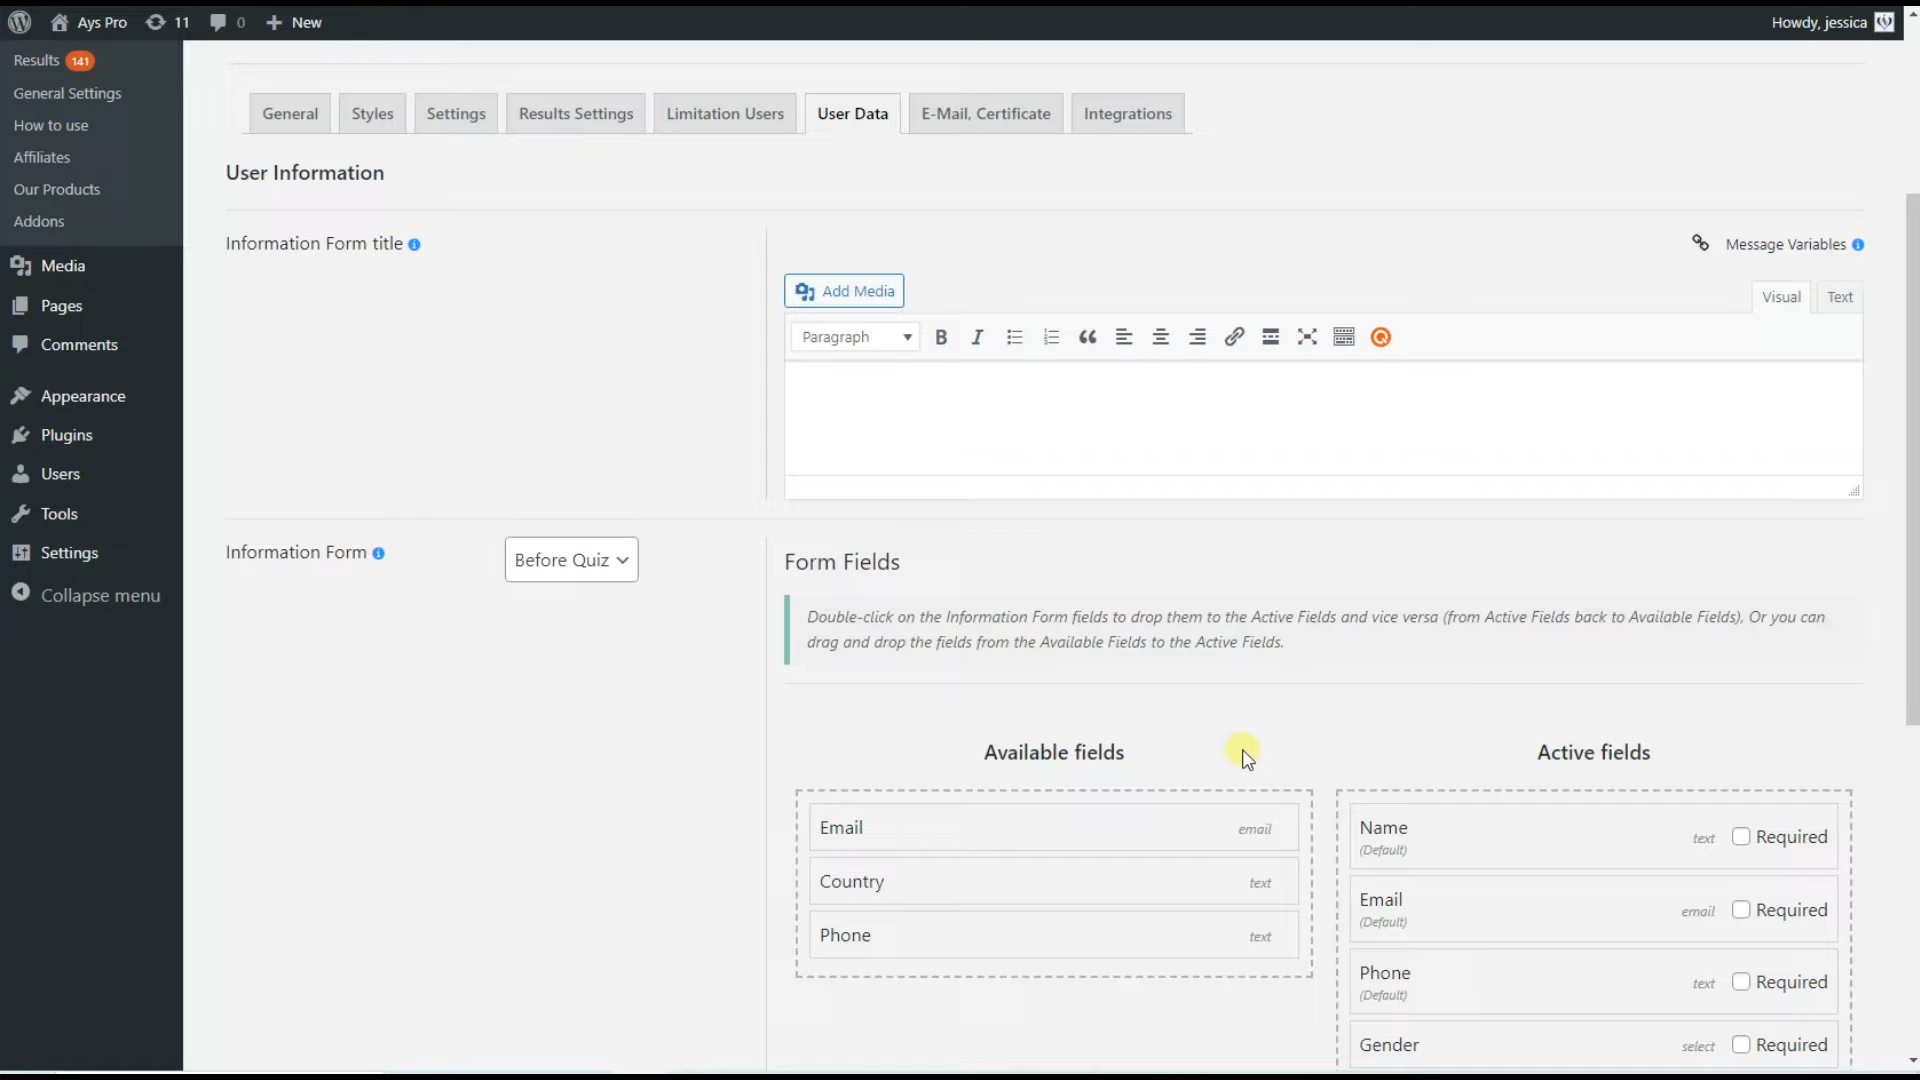 Ays Pro
11
0
New
Howdy, jessica
Results 141
General Settings
How to use
Affiliates
Our Products
Addons
Media
Pages
Comments
Appearance
Plugins
Users
Tools
Settings
Collapse menu
General
Styles
Settings
Results Settings
Limitation Users
User Data
E-Mail, Certificate
Integrations
User Information
Information Form title
Message Variables
Add Media
Visual
Text
Paragraph
Information Form
Before Quiz
Form Fields
Double-click on the Information Form fields to drop them to the Active Fields and vice versa (from Active Fields back to Available Fields), Or you can
drag and drop the fields from the Available Fields to the Active Fields.
Available fields
Email email
Country text
Phone text
Active fields
Name
(Default)
text Required
Email
(Default)
email Required
Phone
(Default)
text Required
Gender select Required